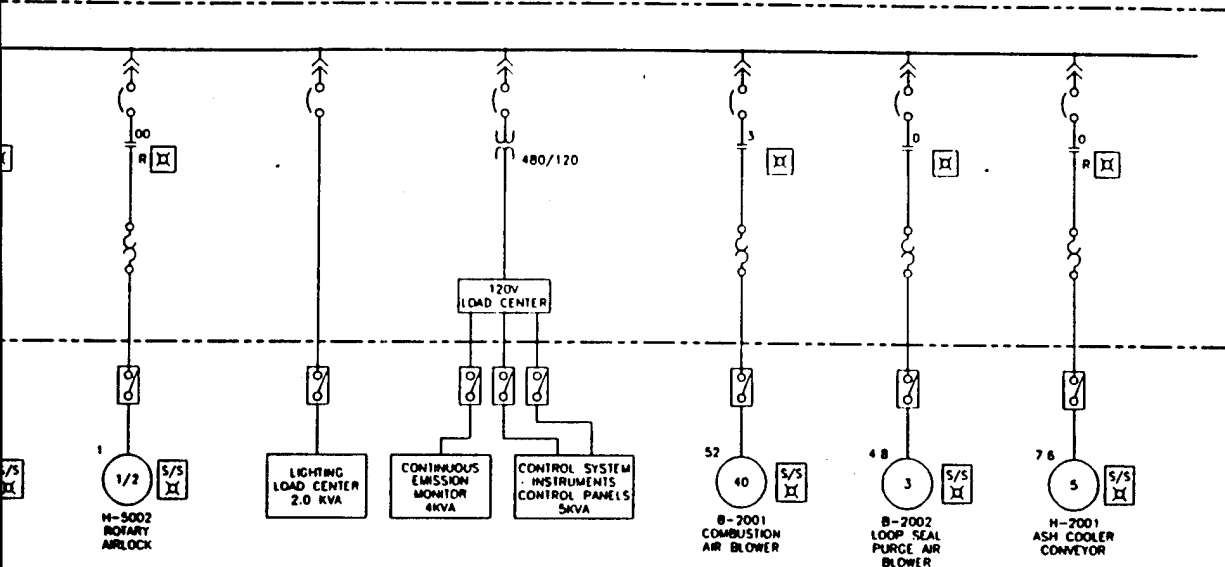 00
R
480/120
3
0
0
R
120V
LOAD CENTER
1
1/2
S/S
S/S
H-5002
ROTARY
AIRLOCK
LIGHTING
LOAD CENTER
2.0 KVA
CONTINUOUS
EMISSION
MONITOR
4KVA
CONTROL SYSTEM
INSTRUMENTS
CONTROL PANELS
5KVA
52
40
S/S
B-2001
COMBUSTION
AIR BLOWER
4 8
3
S/S
B-2002
LOOP SEAL
PURGE AIR
BLOWER
7 6
5
S/S
H-2001
ASH COOLER
CONVEYOR